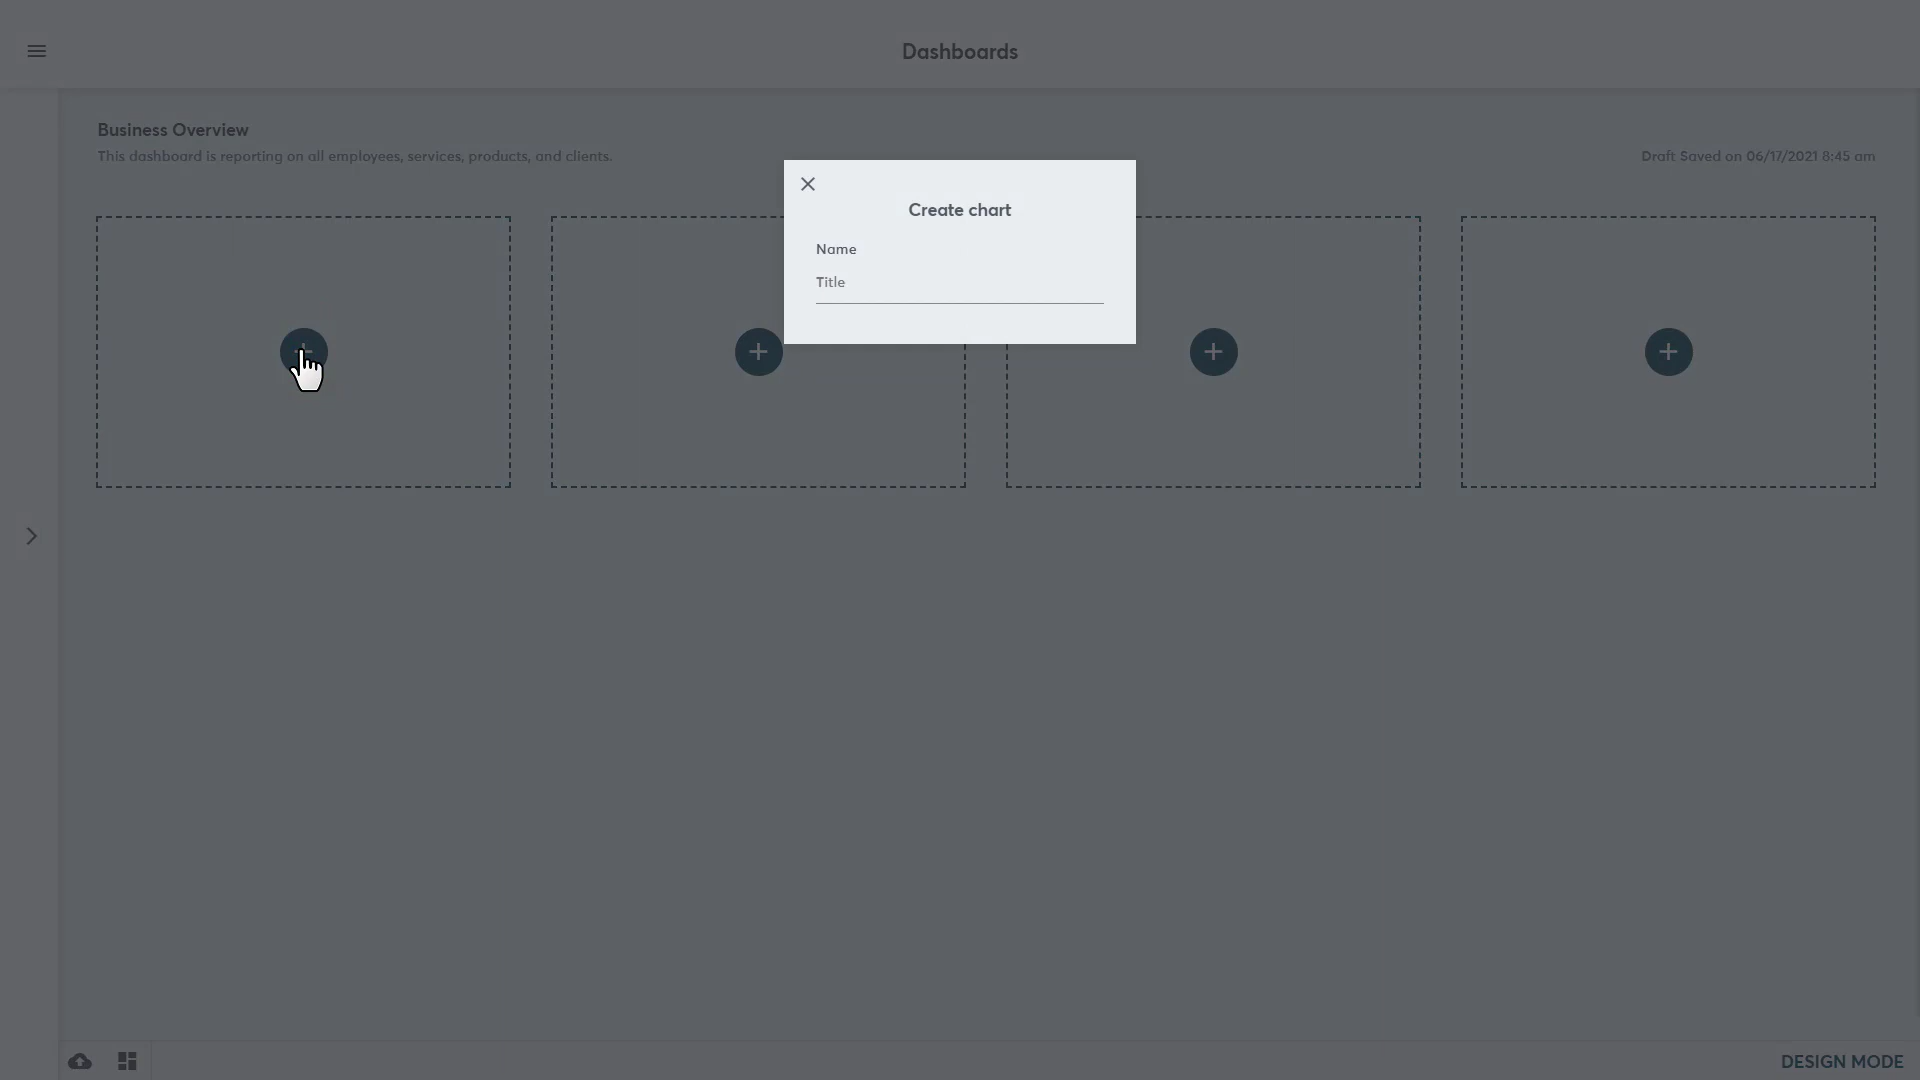 Dashboards
Business Overview
This dashboard is reporting on all employees, services, products, and clients.
Draft Saved on 06/17/2021 8:45 am
Create chart
Name
Title
DESIGN MODE